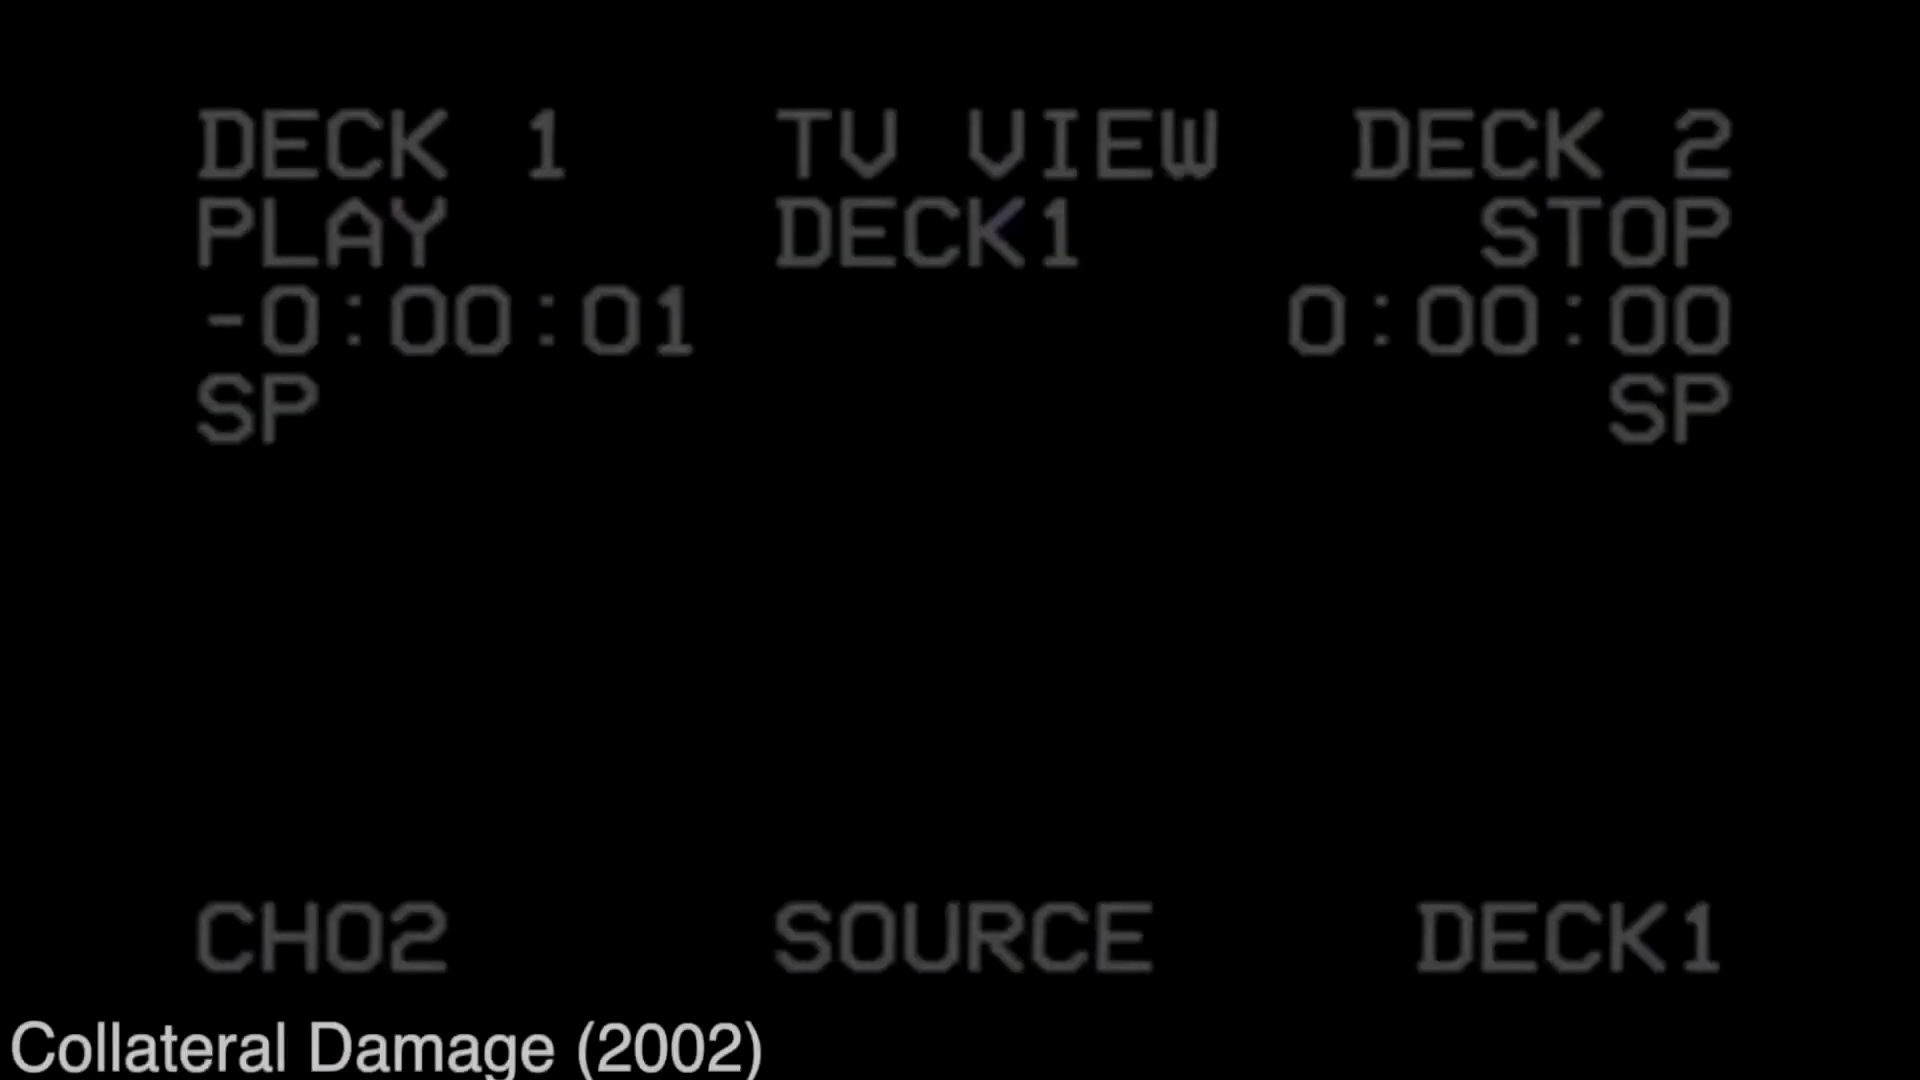 DECK 1 TV VIEW DECK 2
PLAY DECK1 STOP
-0:00:01 0:00:00
SP SP
CH02 SOURCE DECK1
Collateral Damage (2002)